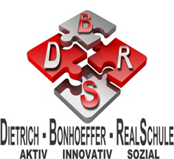 B
D R
S
DIETRICH - BONHOEFFER - REALSCHULE
AKTIV INNOVATIV SOZIAL